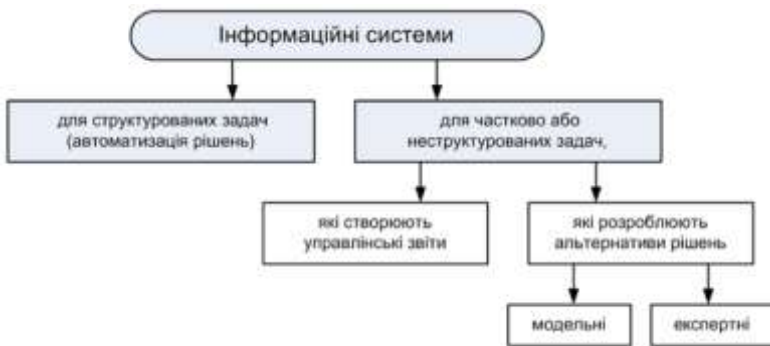 Інформаційні системи
для структурованих задач
(автоматизація рішень)
для частково або
неструктурованих задач,
які створюють
управлінські звіти
які розроблюють
альтернативи рішень
модельні
експертні